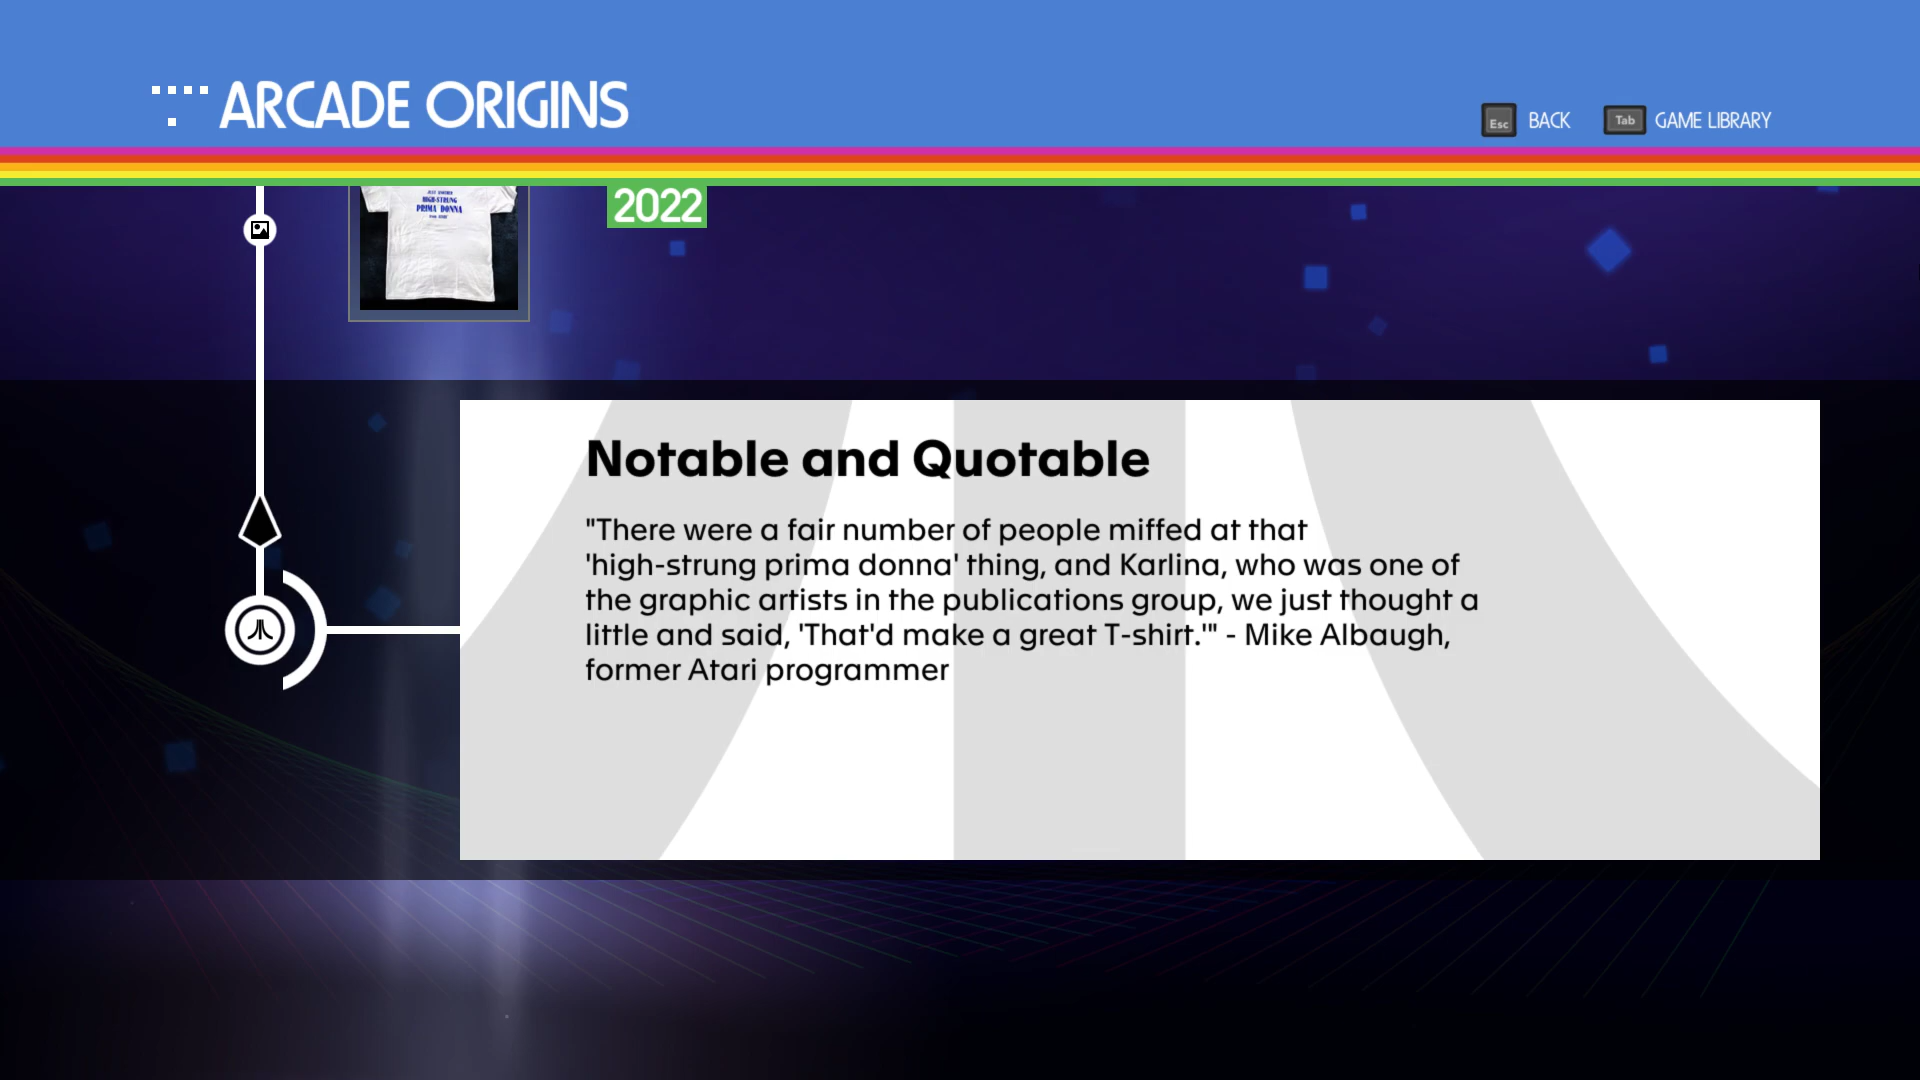 ARCADE ORIGINS
Esc BACK Tab GAME LIBRARY
HIGH-STRUNG
PRIMA DONNA
2022
Notable and Quotable
"There were a fair number of people miffed at that
'high-strung prima donna' thing, and Karlina, who was one of
the graphic artists in the publications group, we just thought a
little and said, 'That'd make a great T-shirt.'" - Mike Albaugh,
former Atari programmer